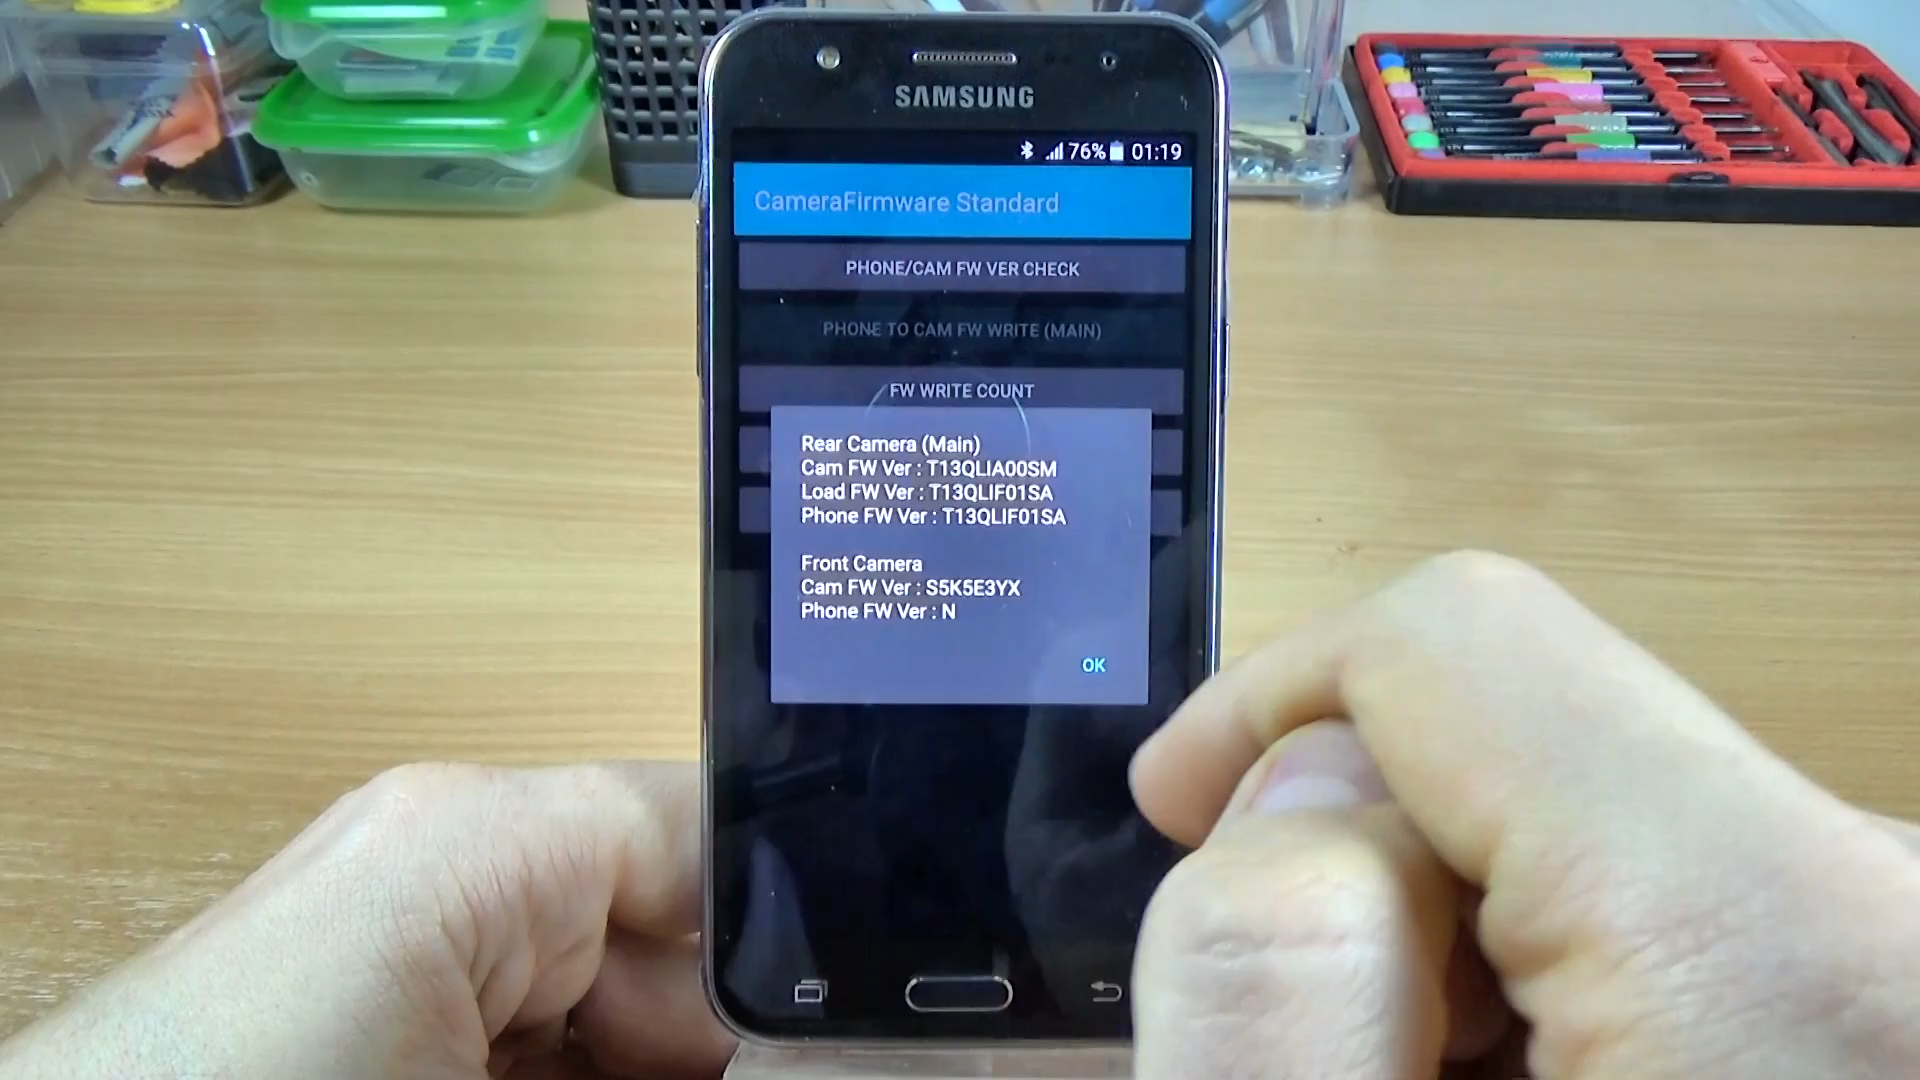 SAMSUNG
76% 01:19
CameraFirmware Standard
PHONE/CAM FW VER CHECK
PHONE TO CAM FW WRITE (MAIN)
FW WRITE COUNT
Rear Camera (Main)
Cam FW Ver : T13QLIA00SM
Load FW Ver : T13QLIF01SA
Phone FW Ver : T13QLIF01SA
Front Camera
Cam FW Ver : S5K5E3YX
Phone FW Ver : N
OK